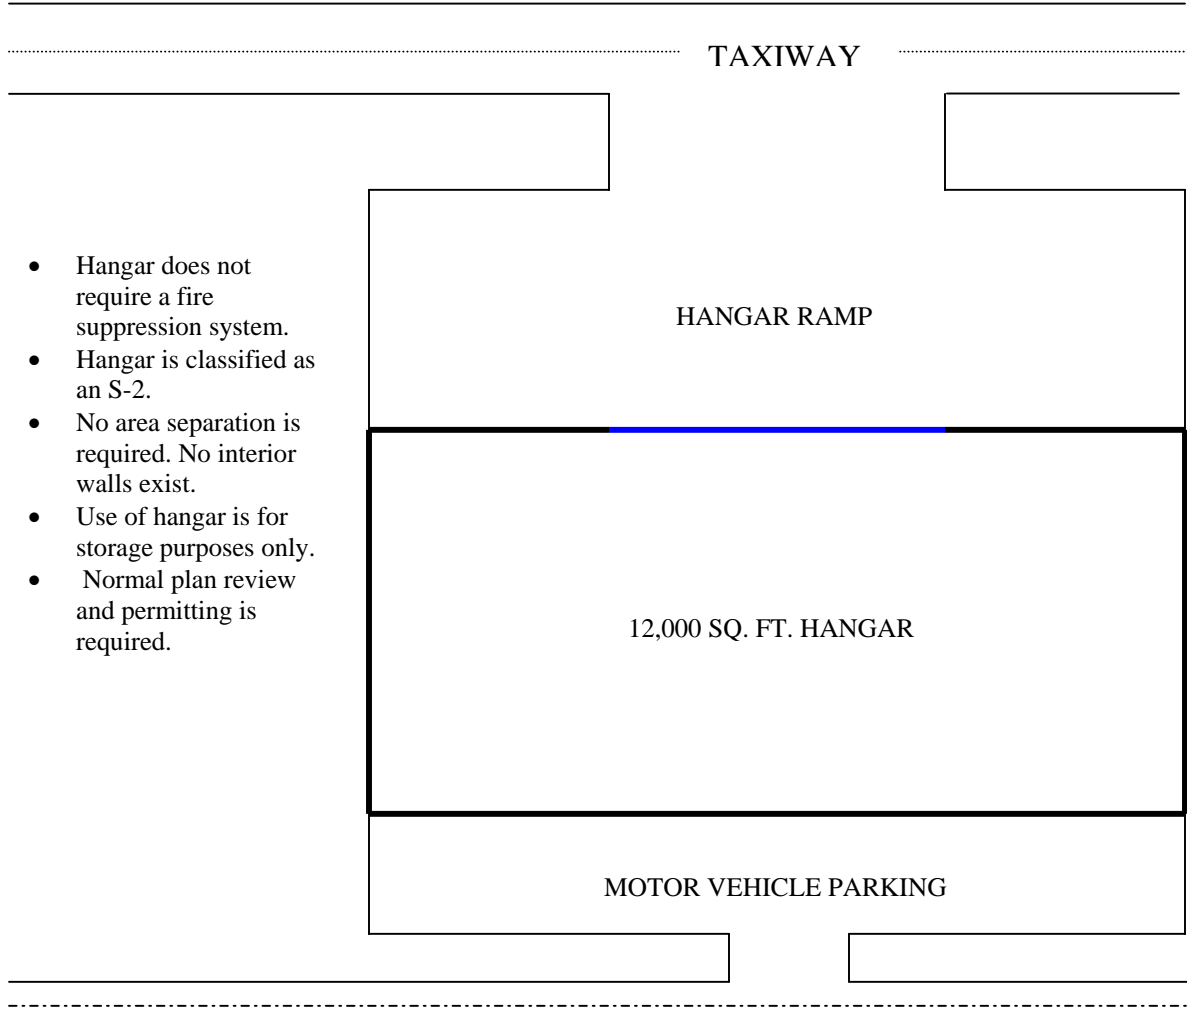 TAXIWAY
• Hangar does not
require a fire
suppression system.
• Hangar is classified as
an S-2.
• No area separation is
required. No interior
walls exist.
• Use of hangar is for
storage purposes only.
• Normal plan review
and permitting is
required.
HANGAR RAMP
12,000 SQ. FT. HANGAR
MOTOR VEHICLE PARKING